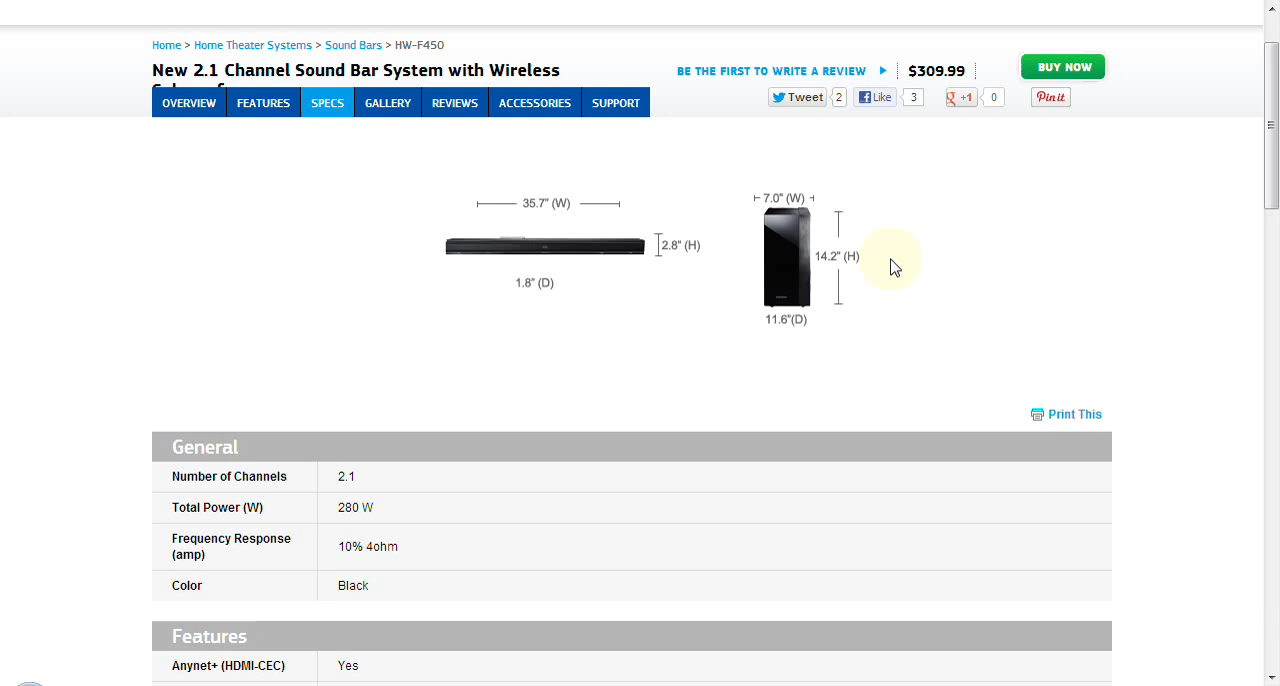 Home > Home Theater Systems > Sound Bars > HW-F450
New 2.1 Channel Sound Bar System with Wireless
BE THE FIRST TO WRITE A REVIEW
$309.99
BUY NOW
OVERVIEW FEATURES SPECS GALLERY REVIEWS ACCESSORIES SUPPORT
Tweet 2 Like 3 +1 0 Pin it
35.7" (W)
2.8" (H)
1.8" (D)
7.0" (W)
14.2" (H)
11.6"(D)
Print This
General
Number of Channels 2.1
Total Power (W) 280 W
Frequency Response
(amp)
10% 4ohm
Color Black
Features
Anynet+ (HDMI-CEC) Yes